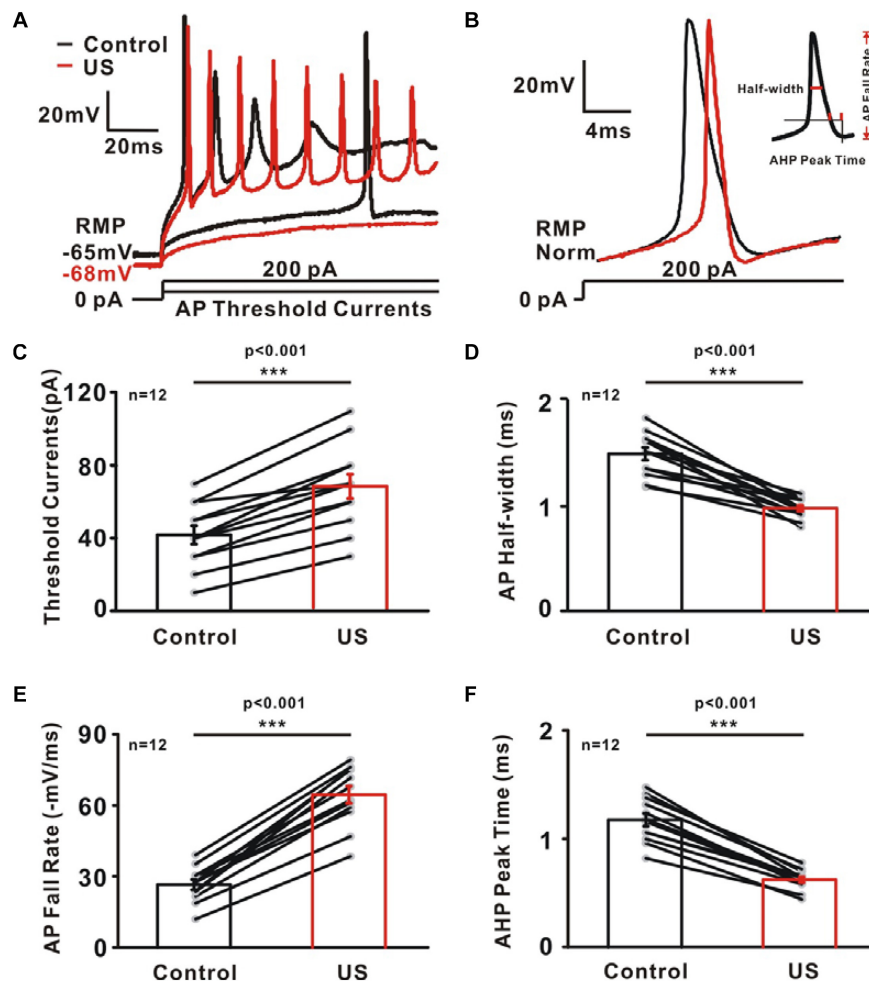 A
Control
US
20mV
20ms
RMP
-65mV
-68mV
200 pA
0 pA
AP Threshold Currents
B
20mV
4ms
Half-width
AP Fall Rate
AHP Peak Time
RMP
Norm
200 pA
0 pA
C
p<0.001
***
n=12
Threshold Currents(pA)
120
80
40
0
Control
US
D
p<0.001
***
n=12
AP Half-width (ms)
2
1
0
Control
US
E
p<0.001
***
n=12
AP Fall Rate (-mV/ms)
90
60
30
0
Control
US
F
p<0.001
***
n=12
AHP Peak Time (ms)
2
1
0
Control
US